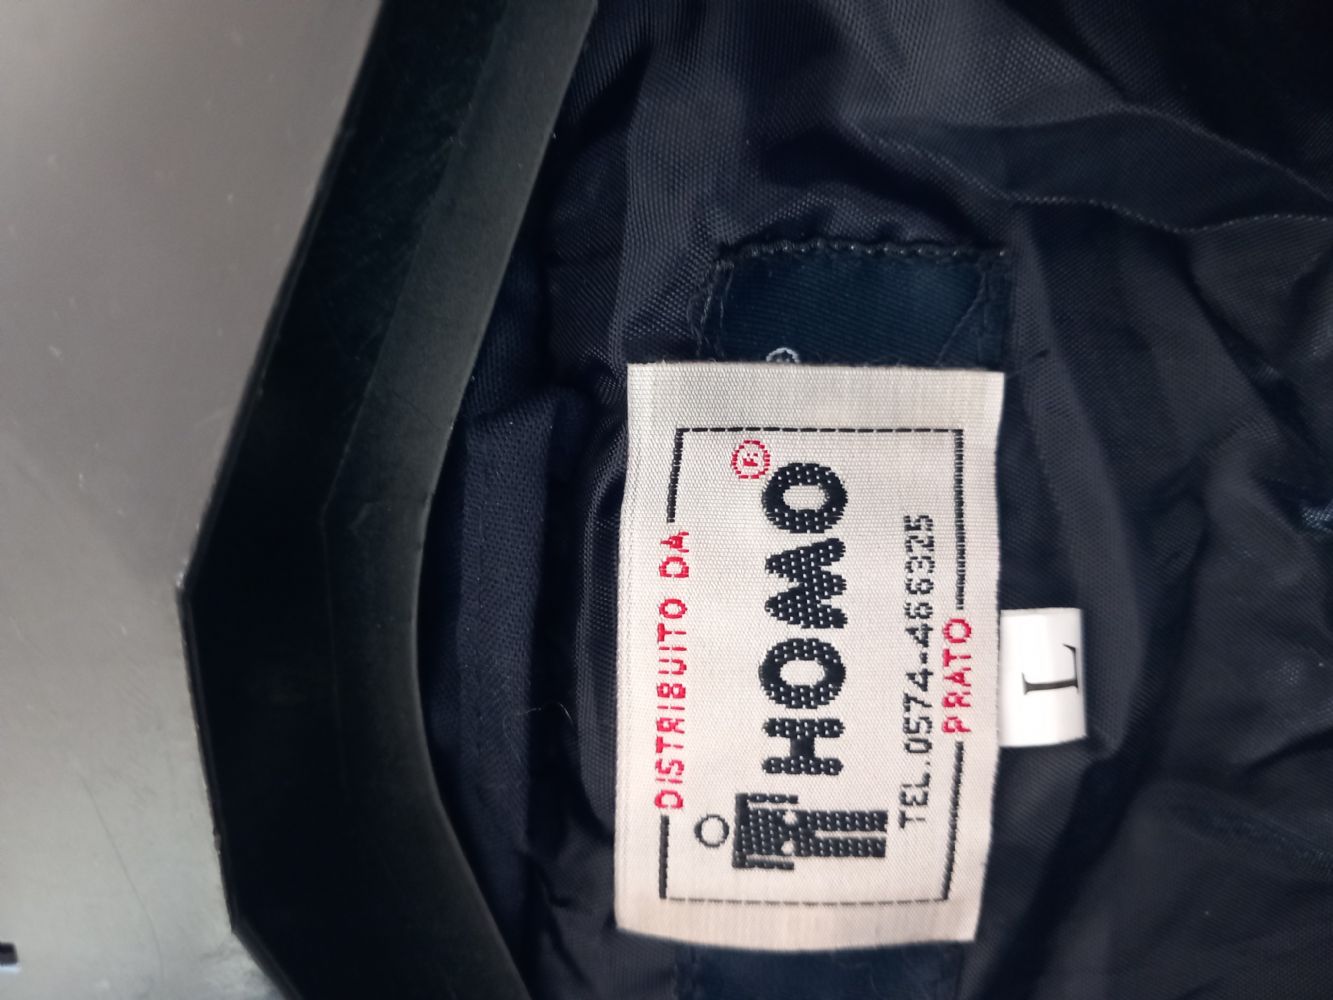 DISTRIBUITO DA
HOMO ®
TEL.0574-466325
PRATO
L